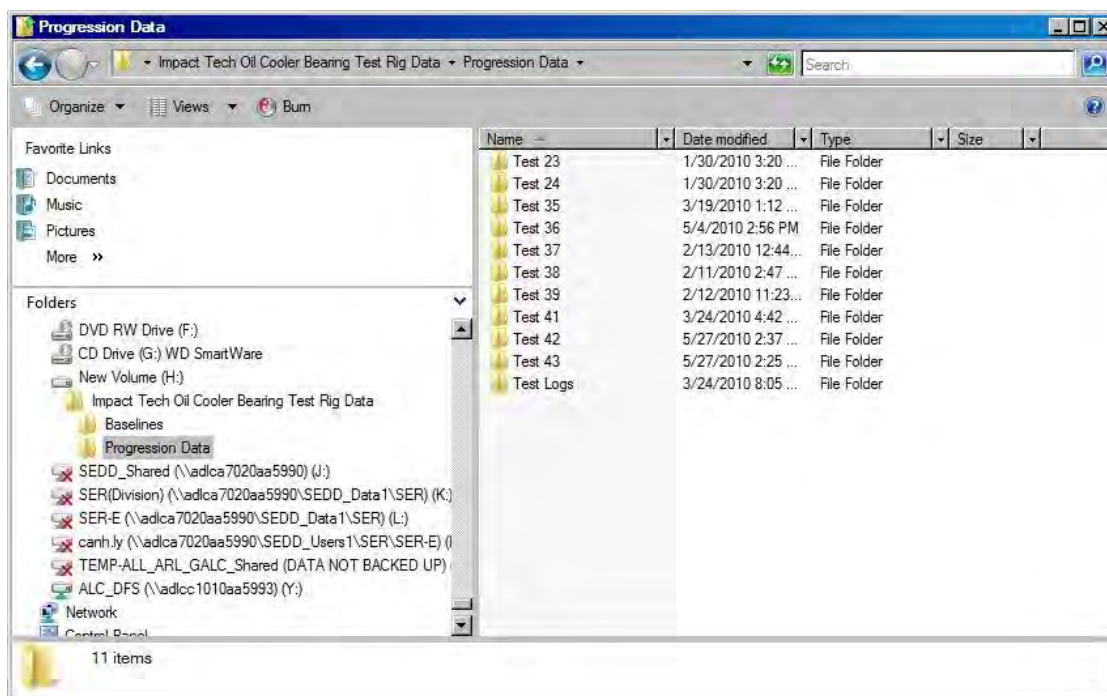 Progression Data
Impact Tech Oil Cooler Bearing Test Rig Data Progression Data
Search
Organize Views Burn
Favorite Links
Documents
Music
Pictures
More »
Folders
DVD RW Drive (F:)
CD Drive (G:) WD SmartWare
New Volume (H:)
Impact Tech Oil Cooler Bearing Test Rig Data
Baselines
Progression Data
SEDD_Shared (\\adlca7020aa5990) (J:)
SER(Division) (\\adlca7020aa5990\SEDD_Data1\SER) (K:)
SER-E (\\adlca7020aa5990\SEDD_Data1\SER) (L:)
canh.ly (\\adlca7020aa5990\SEDD_Users1\SER\SER-E) (
TEMP-ALL_ARL_GALC_Shared (DATA NOT BACKED UP)
ALC_DFS (\\adlcc1010aa5993) (Y:)
Network
Control Panel
Name Date modified Type Size
Test 23 1/30/2010 3:20 ... File Folder
Test 24 1/30/2010 3:20 ... File Folder
Test 35 3/19/2010 1:12 ... File Folder
Test 36 5/4/2010 2:56 PM File Folder
Test 37 2/13/2010 12:44... File Folder
Test 38 2/11/2010 2:47 ... File Folder
Test 39 2/12/2010 11:23... File Folder
Test 41 3/24/2010 4:42 ... File Folder
Test 42 5/27/2010 2:37 ... File Folder
Test 43 5/27/2010 2:25 ... File Folder
Test Logs 3/24/2010 8:05 ... File Folder
11 items